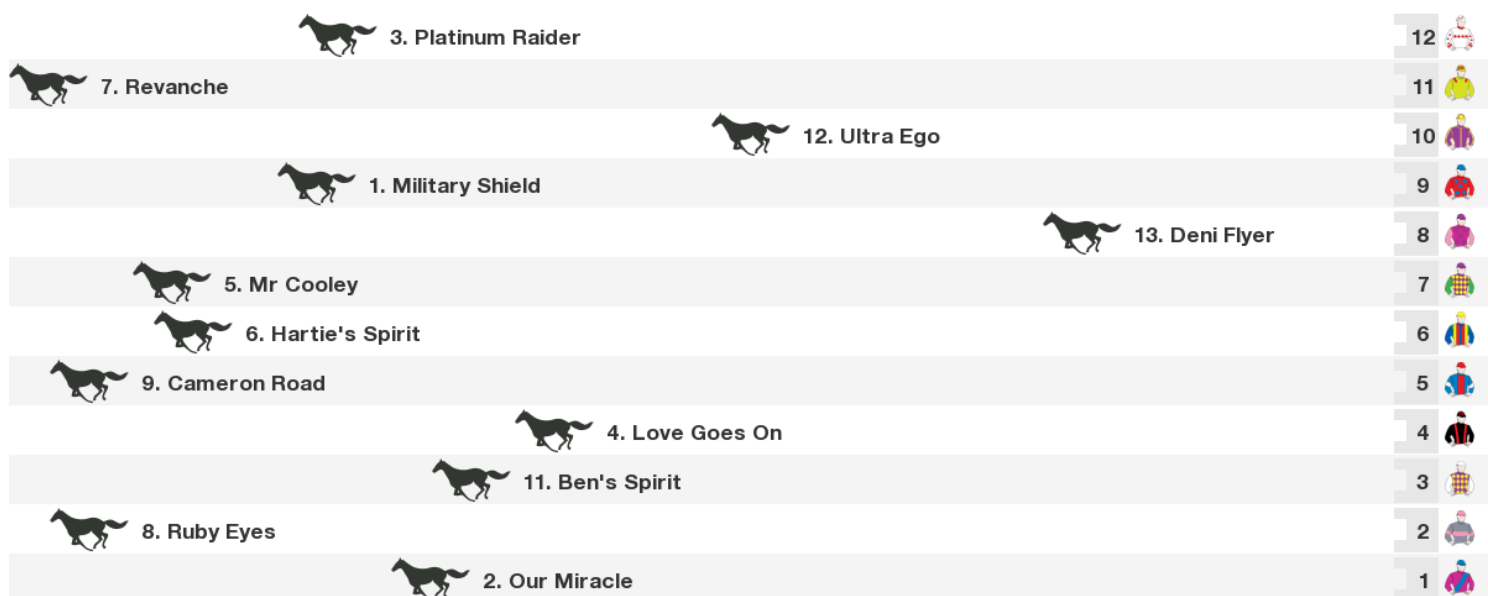 3. Platinum Raider 12
7. Revanche 11
12. Ultra Ego 10
1. Military Shield 9
13. Deni Flyer 8
5. Mr Cooley 7
6. Hartie's Spirit 6
9. Cameron Road 5
4. Love Goes On 4
11. Ben's Spirit 3
8. Ruby Eyes 2
2. Our Miracle 1